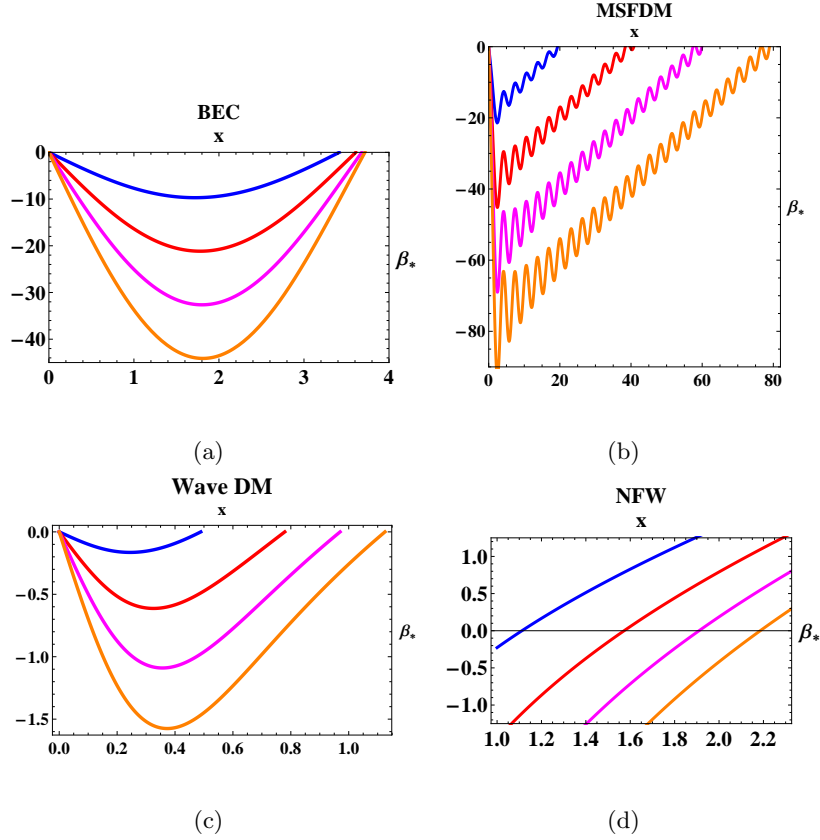 BEC
x
0
−10
−20
−30
−40
0 1 2 3 4
β*
(a)
MSFDM
x
0
−20
−40
−60
−80
0 20 40 60 80
β*
(b)
Wave DM
x
0.0
−0.5
−1.0
−1.5
0.0 0.2 0.4 0.6 0.8 1.0
β*
(c)
NFW
x
1.0
0.5
0.0
−0.5
−1.0
1.0 1.2 1.4 1.6 1.8 2.0 2.2
β*
(d)